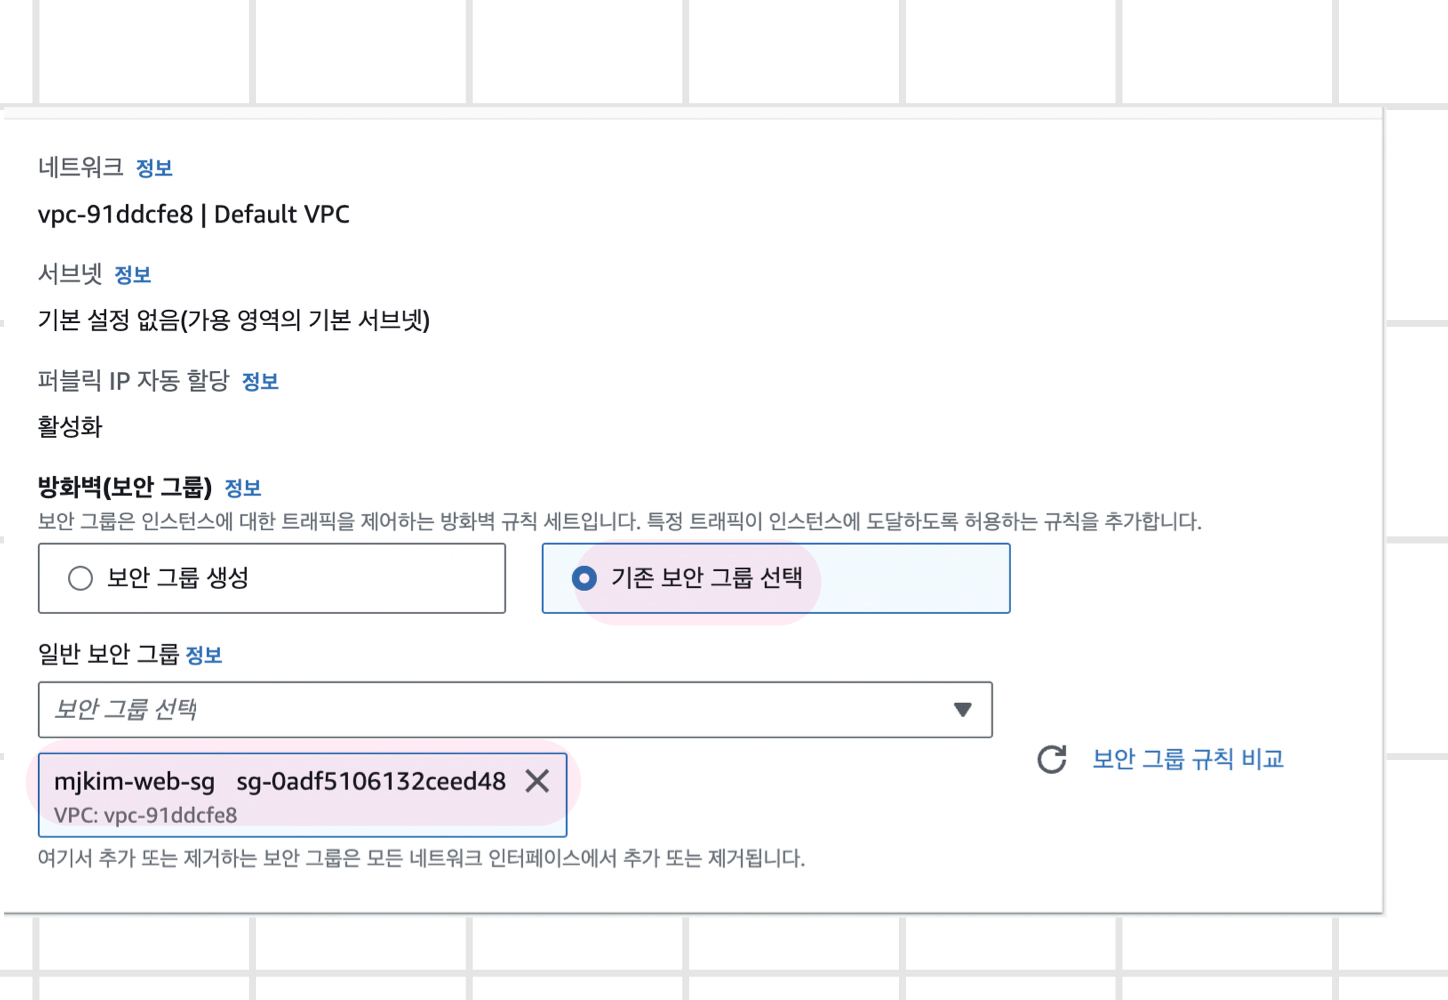 네트워크 정보
vpc-91ddcfe8 | Default VPC
서브넷 정보
기본 설정 없음(가용 영역의 기본 서브넷)
퍼블릭 IP 자동 할당 정보
활성화
방화벽(보안 그룹) 정보
보안 그룹은 인스턴스에 대한 트래픽을 제어하는 방화벽 규칙 세트입니다. 특정 트래픽이 인스턴스에 도달하도록 허용하는 규칙을 추가합니다.
보안 그룹 생성
기존 보안 그룹 선택
일반 보안 그룹 정보
보안 그룹 선택
mjkim-web-sg sg-0adf5106132ceed48
VPC: vpc-91ddcfe8
보안 그룹 규칙 비교
여기서 추가 또는 제거하는 보안 그룹은 모든 네트워크 인터페이스에서 추가 또는 제거됩니다.